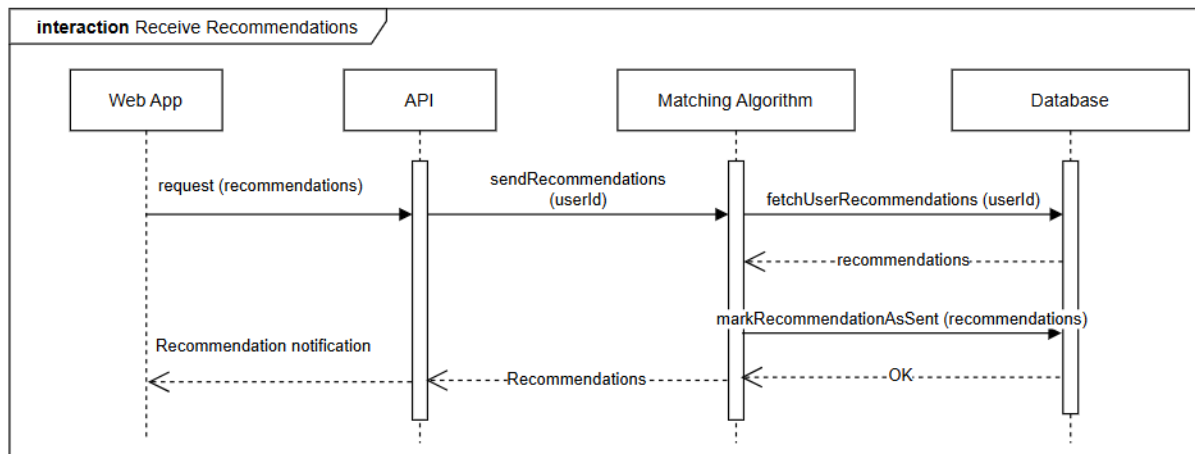 interaction Receive Recommendations
Web App
API
Matching Algorithm
Database
request (recommendations)
sendRecommendations
(userId)
fetchUserRecommendations (userId)
recommendations
markRecommendationAsSent (recommendations)
Recommendation notification
Recommendations
OK